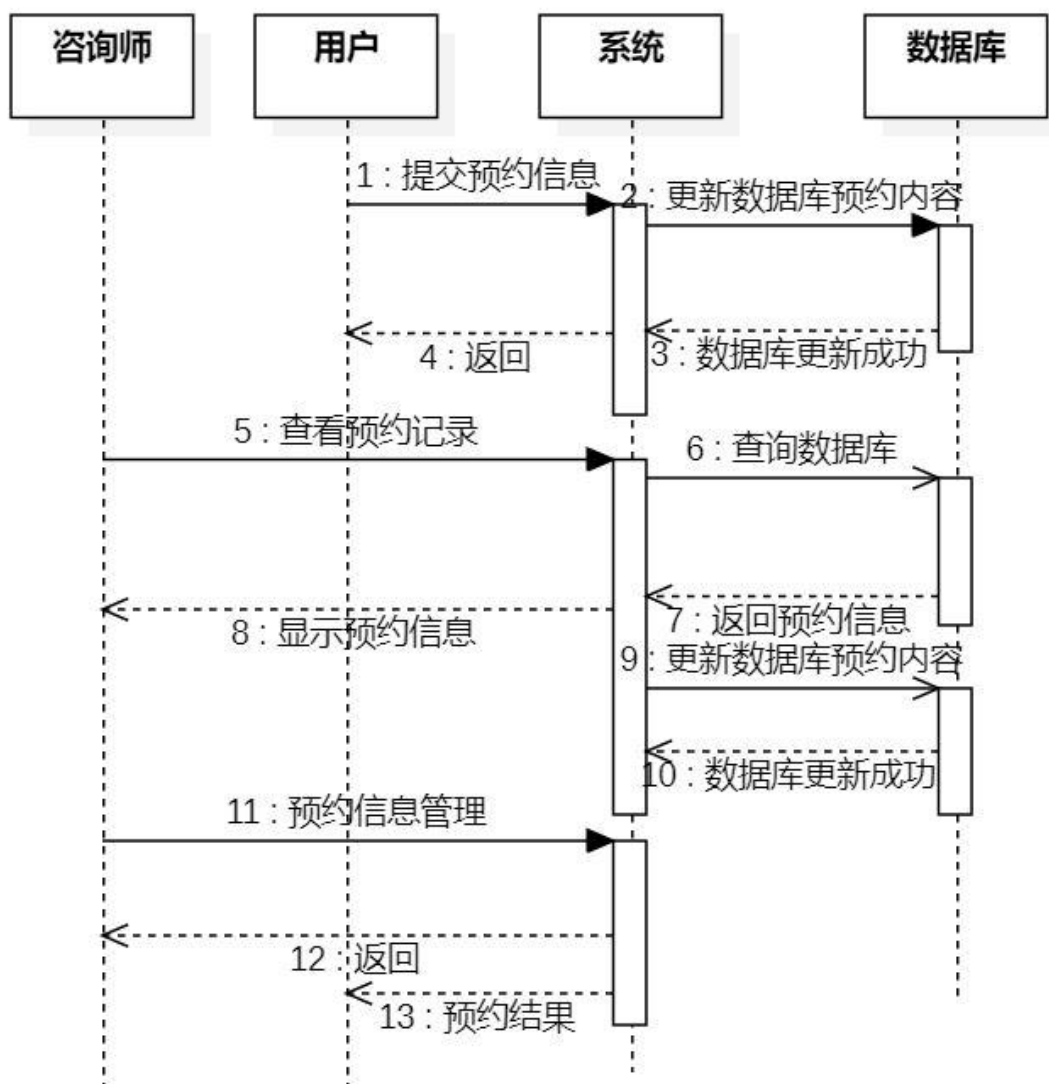 咨询师
用户
系统
数据库
1 : 提交预约信息
2 : 更新数据库预约内容
3 : 数据库更新成功
4 : 返回
5 : 查看预约记录
6 : 查询数据库
7 : 返回预约信息
8 : 显示预约信息
9 : 更新数据库预约内容
10 : 数据库更新成功
11 : 预约信息管理
12 : 返回
13 : 预约结果